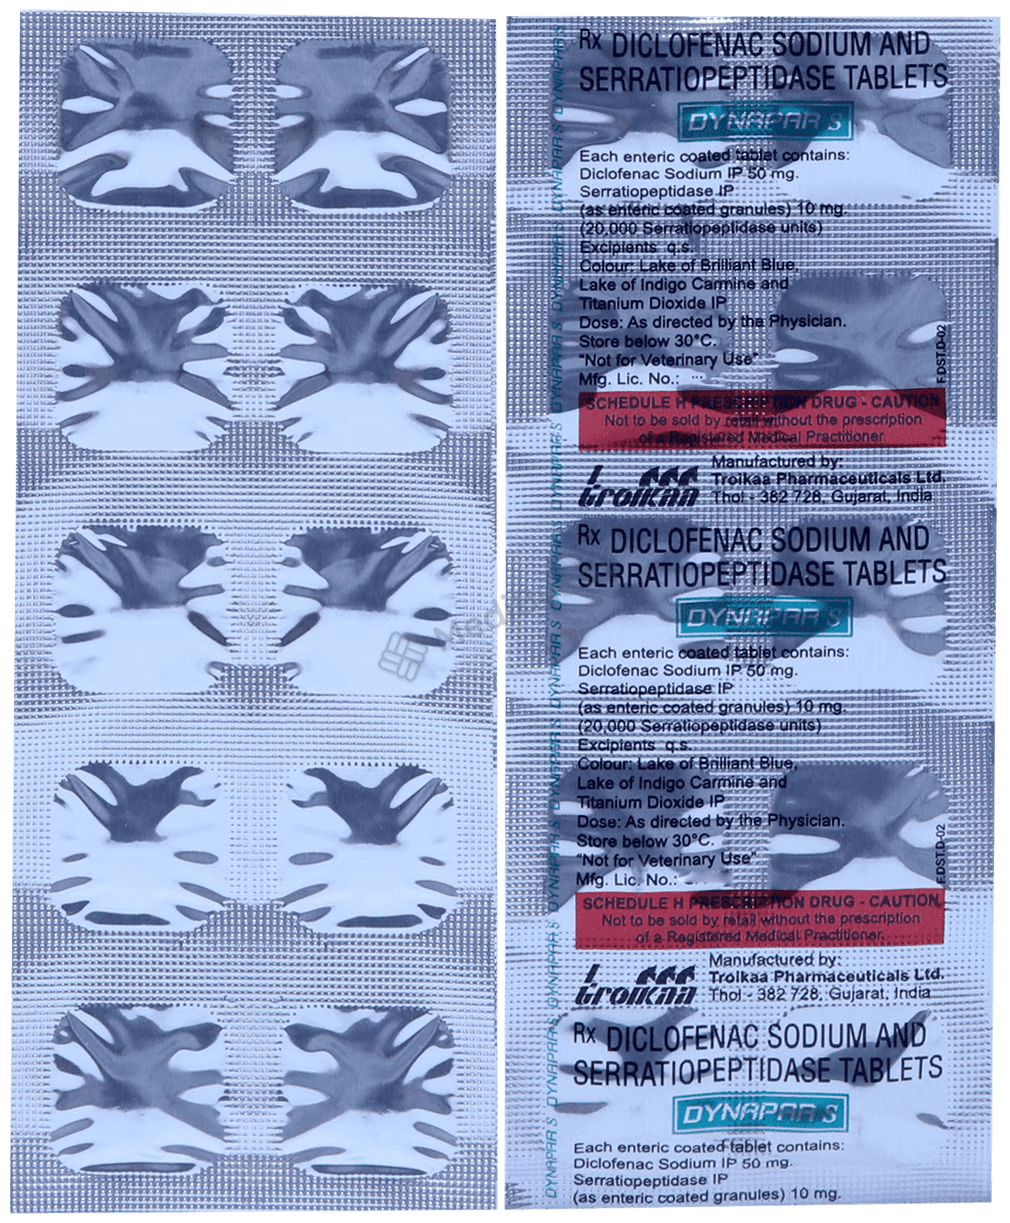 Rx DICLOFENAC SODIUM AND
SERRATIOPEPTIDASE TABLETS
DYNAPAR S
Each enteric coated tablet contains:
Diclofenac Sodium IP 50 mg.
Serratiopeptidase IP
(as enteric coated granules) 10 mg.
(20,000 Serratiopeptidase units)
Excipients q.s.
Colour: Lake of Brilliant Blue,
Lake of Indigo Carmine and
Titanium Dioxide IP
Dose: As directed by the Physician.
Store below 30°C.
"Not for Veterinary Use"
Mfg. Lic. No.:
FDSTD-02
SCHEDULE H PRESCRIPTION DRUG - CAUTION
Not to be sold by retail without the prescription
of a Registered Medical Practitioner.
troikaa
Manufactured by:
Troikaa Pharmaceuticals Ltd.
Thol - 382 728, Gujarat, India
Rx DICLOFENAC SODIUM AND
SERRATIOPEPTIDASE TABLETS
DYNAPAR S
Each enteric coated tablet contains:
Diclofenac Sodium IP 50 mg.
Serratiopeptidase IP
(as enteric coated granules) 10 mg.
(20,000 Serratiopeptidase units)
Excipients q.s.
Colour: Lake of Brilliant Blue,
Lake of Indigo Carmine and
Titanium Dioxide IP
Dose: As directed by the Physician.
Store below 30°C.
"Not for Veterinary Use"
Mfg. Lic. No.:
FDSTD-02
SCHEDULE H PRESCRIPTION DRUG - CAUTION
Not to be sold by retail without the prescription
of a Registered Medical Practitioner.
troikaa
Manufactured by:
Troikaa Pharmaceuticals Ltd.
Thol - 382 728, Gujarat, India
Rx DICLOFENAC SODIUM AND
SERRATIOPEPTIDASE TABLETS
DYNAPAR S
Each enteric coated tablet contains:
Diclofenac Sodium IP 50 mg.
Serratiopeptidase IP
(as enteric coated granules) 10 mg.
DYNAPAR S DYNAPAR S DYNAPAR S DYNAPAR S DYNAPAR S DYNAPAR S DYNAPAR S DYNAPAR S DYNAPAR S